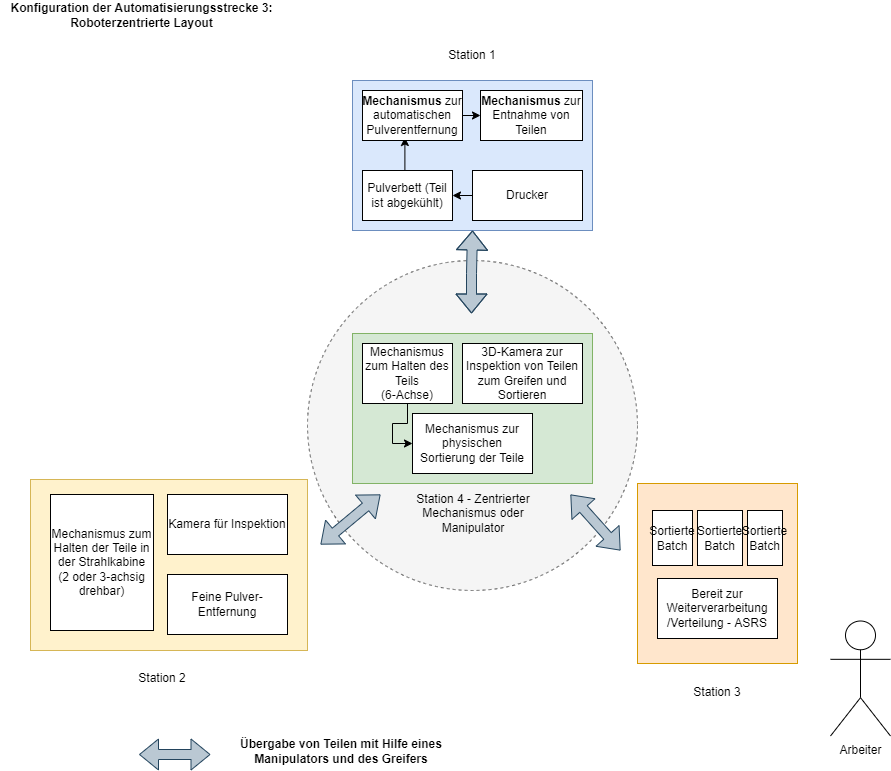 Konfiguration der Automatisierungsstrecke 3:
Roboterzentrierte Layout
Station 1
Mechanismus zur
automatischen
Pulverentfernung
Mechanismus zur
Entnahme von
Teilen
Pulverbett (Teil
ist abgekühlt)
Drucker
Mechanismus
zum Halten des
Teils
(6-Achse)
3D-Kamera zur
Inspektion von Teilen
zum Greifen und
Sortieren
Mechanismus zur
physischen
Sortierung der Teile
Station 4 - Zentrierter
Mechanismus oder
Manipulator
Mechanismus zum
Halten der Teile in
der Strahlkabine
(2 oder 3-achsig
drehbar)
Kamera für Inspektion
Feine Pulver-
Entfernung
Station 2
Sortierte
Batch
Sortierte
Batch
Sortierte
Batch
Bereit zur
Weiterverarbeitung
/Verteilung - ASRS
Station 3
Arbeiter
Übergabe von Teilen mit Hilfe eines
Manipulators und des Greifers